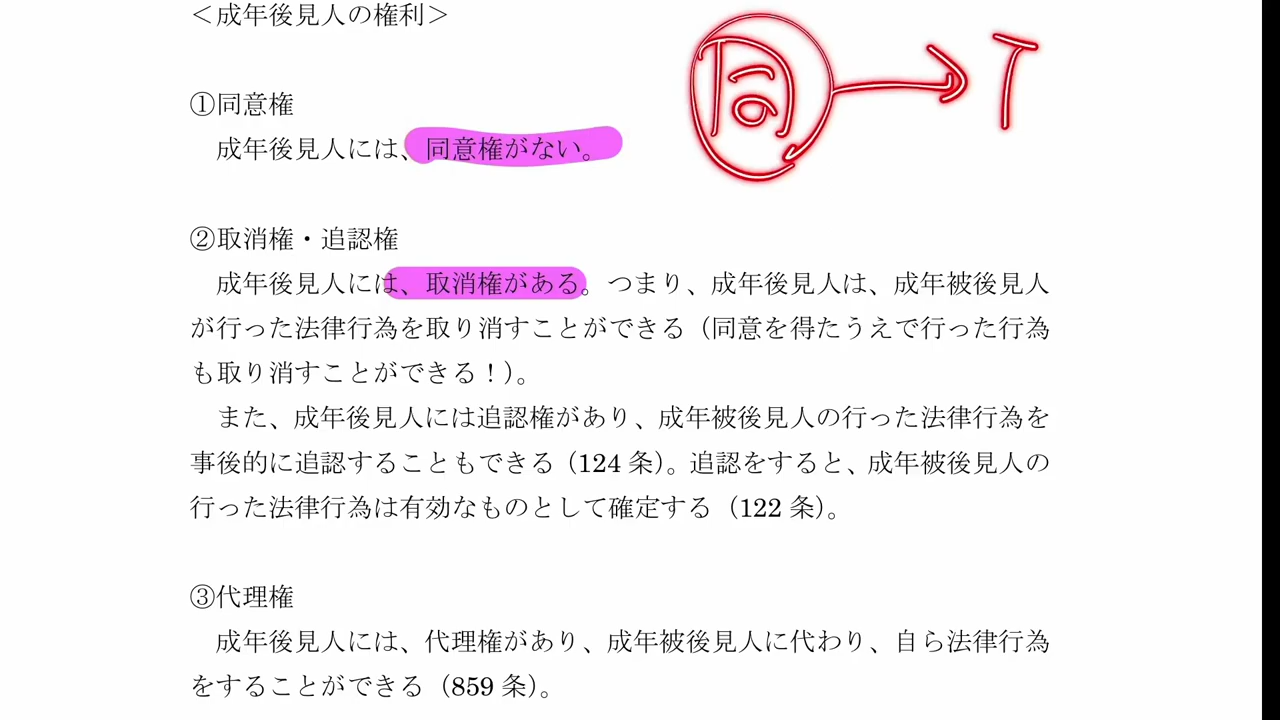 ＜成年後見人の権利＞
同 → T
①同意権
成年後見人には、同意権がない。
②取消権・追認権
成年後見人には、取消権がある。つまり、成年後見人は、成年被後見人
が行った法律行為を取り消すことができる（同意を得たうえで行った行為
も取り消すことができる！）。
また、成年後見人には追認権があり、成年被後見人の行った法律行為を
事後的に追認することもできる（124 条）。追認をすると、成年被後見人の
行った法律行為は有効なものとして確定する（122 条）。
③代理権
成年後見人には、代理権があり、成年被後見人に代わり、自ら法律行為
をすることができる（859 条）。